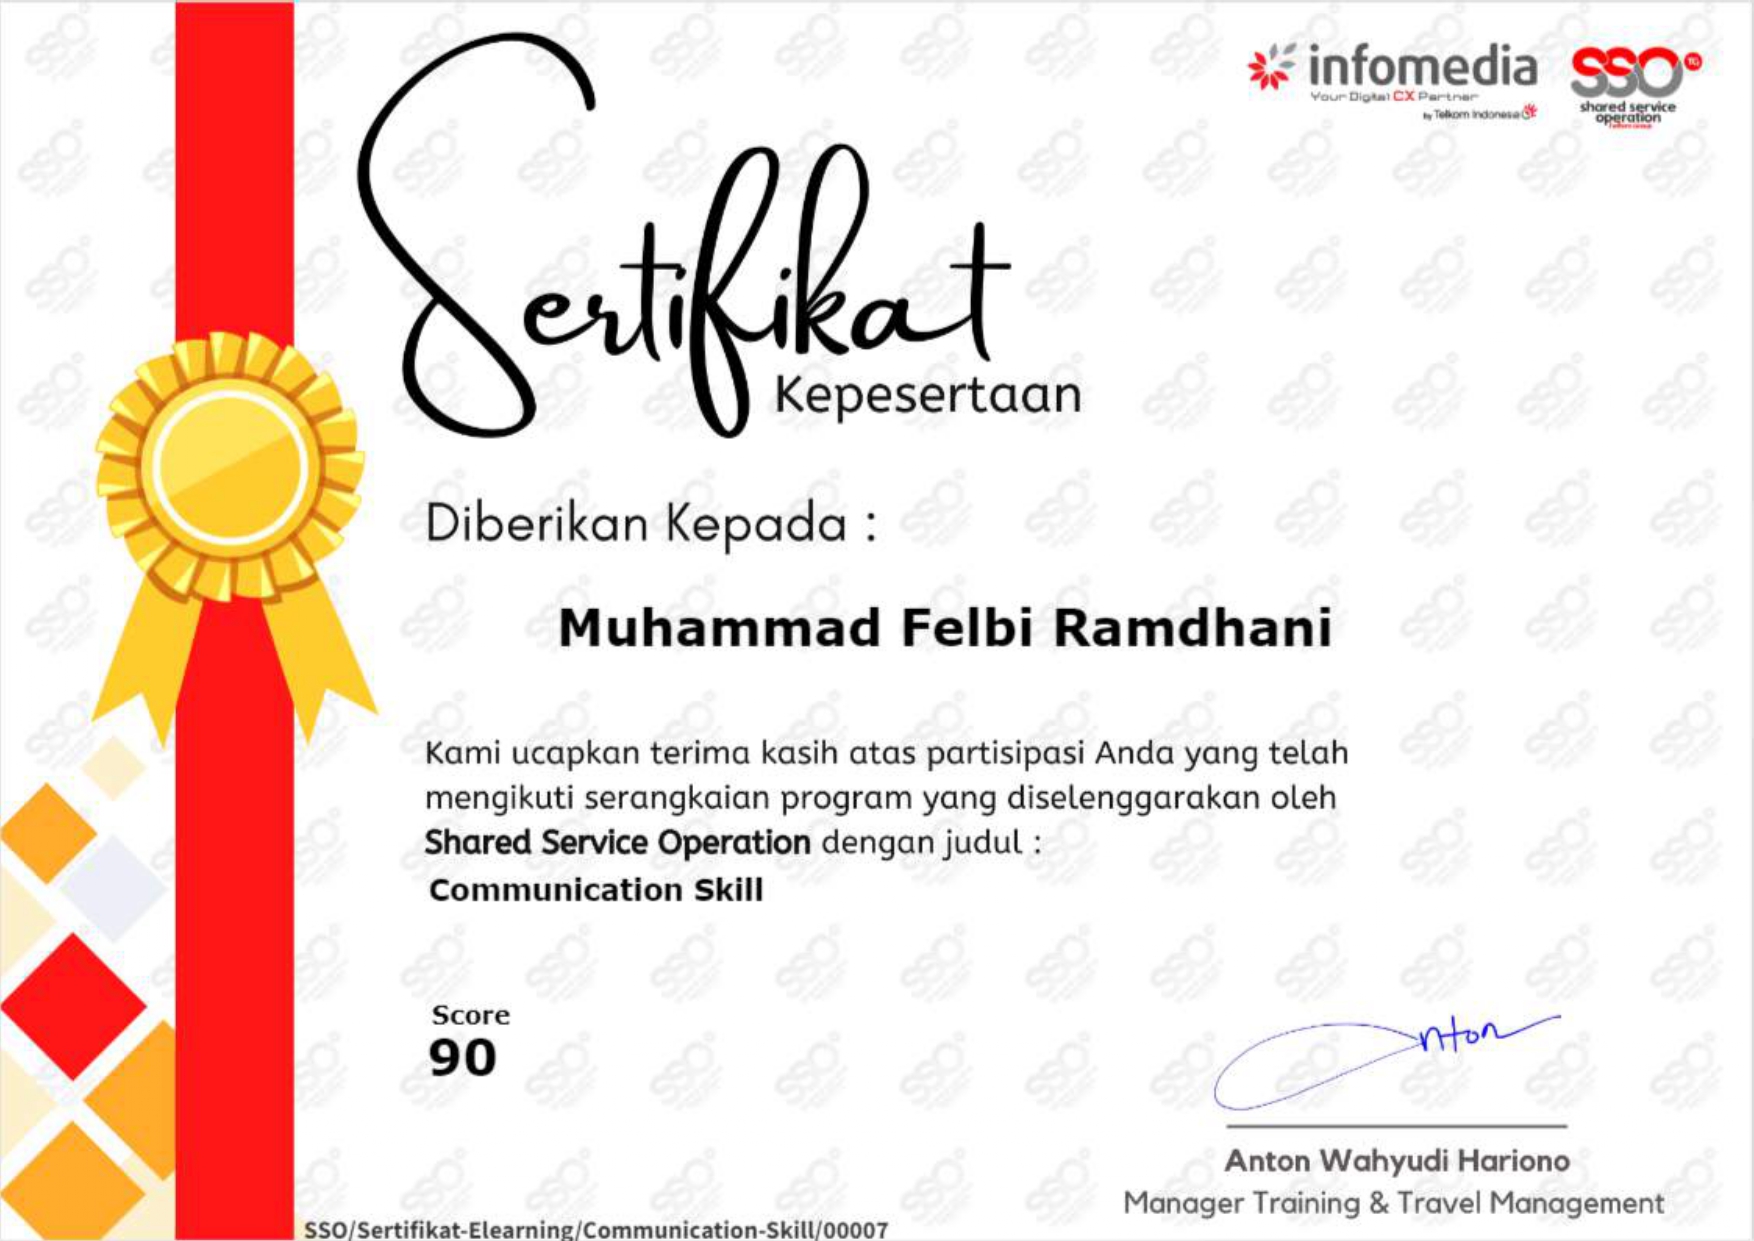 infomedia
Your Digital CX Partner
by Telkom Indonesia
SSO TG
shared service
operation
Sertifikat
Kepesertaan
Diberikan Kepada :
Muhammad Felbi Ramdhani
Kami ucapkan terima kasih atas partisipasi Anda yang telah
mengikuti serangkaian program yang diselenggarakan oleh
Shared Service Operation dengan judul :
Communication Skill
Score
90
Anton
Anton Wahyudi Hariono
Manager Training & Travel Management
SSO/Sertifikat-Elearning/Communication-Skill/00007